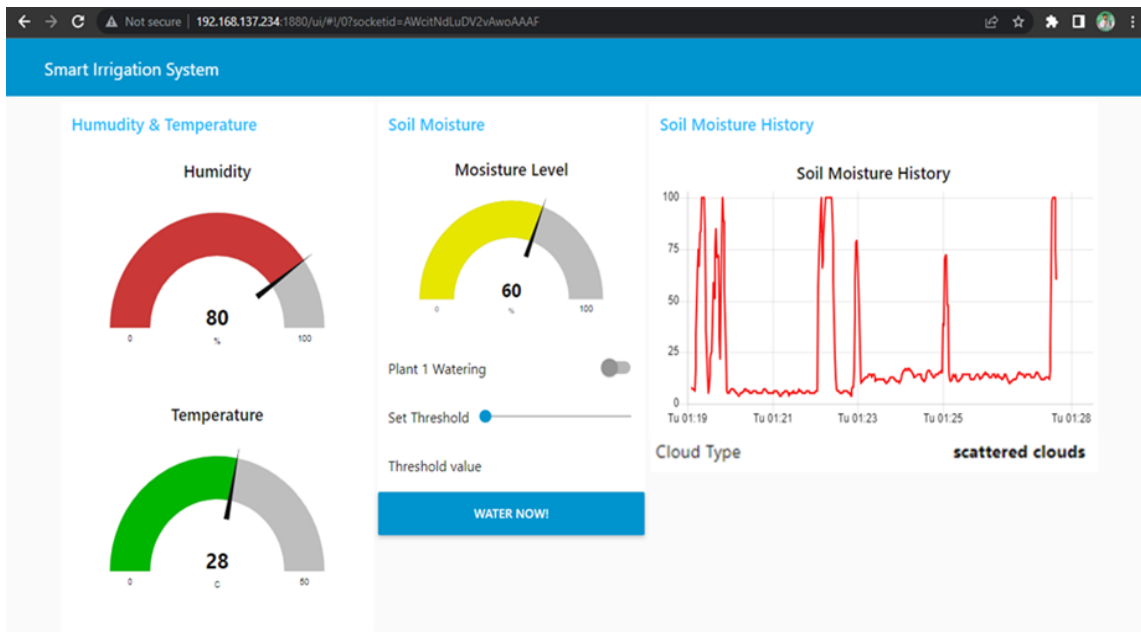 Not secure | 192.168.137.234:1880/ui/#!/0?socketid=AWcitNdLuDV2vAwoAAAF
Smart Irrigation System
Humudity & Temperature
Humidity
80
%
0
100
Temperature
28
C
0
50
Soil Moisture
Mosisture Level
60
%
0
100
Plant 1 Watering
Set Threshold
Threshold value
WATER NOW!
Soil Moisture History
Soil Moisture History
100
75
50
25
0
Tu 01:19 Tu 01:21 Tu 01:23 Tu 01:25 Tu 01:28
Cloud Type scattered clouds